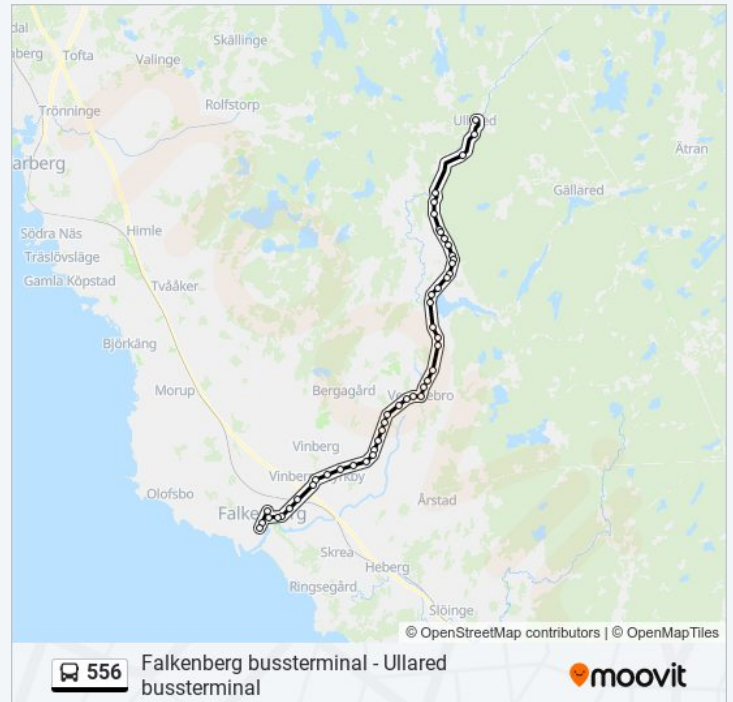 dal
Skällinge
berg
Tofta
Valinge
Rolfstorp
Trönninge
Ullared
Ätran
arberg
Gällared
Södra Näs
Himle
Träslövsläge
Gamla Köpstad
Tvååker
Björkäng
Morup
Bergagård
Vinberg
Olofsbo
Årstad
Skrea
Heberg
Ringsegård
Slöinge
© OpenStreetMap contributors | © OpenMapTiles
556
Falkenberg bussterminal - Ullared
bussterminal
moovit